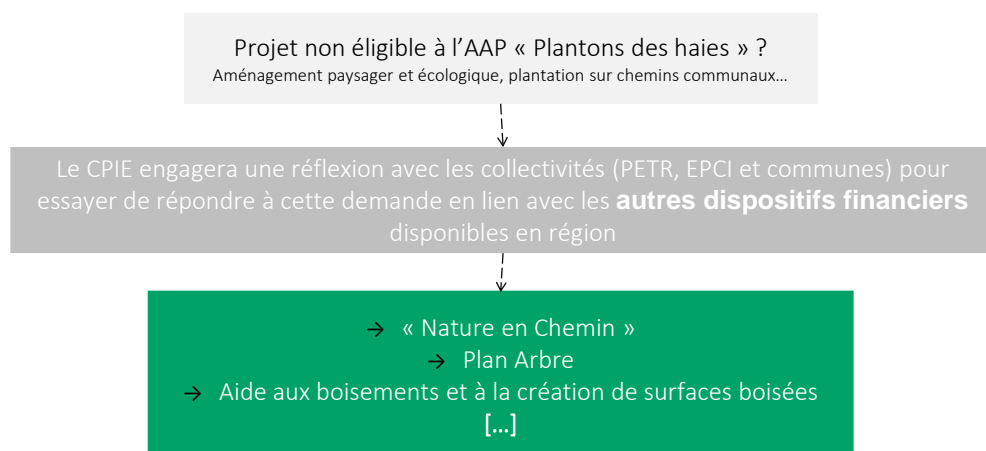 Projet non éligible à l’AAP « Plantons des haies » ?
Aménagement paysager et écologique, plantation sur chemins communaux…
Le CPIE engagera une réflexion avec les collectivités (PETR, EPCI et communes) pour
essayer de répondre à cette demande en lien avec les autres dispositifs financiers
disponibles en région
→ « Nature en Chemin »
→ Plan Arbre
→ Aide aux boisements et à la création de surfaces boisées
[…]